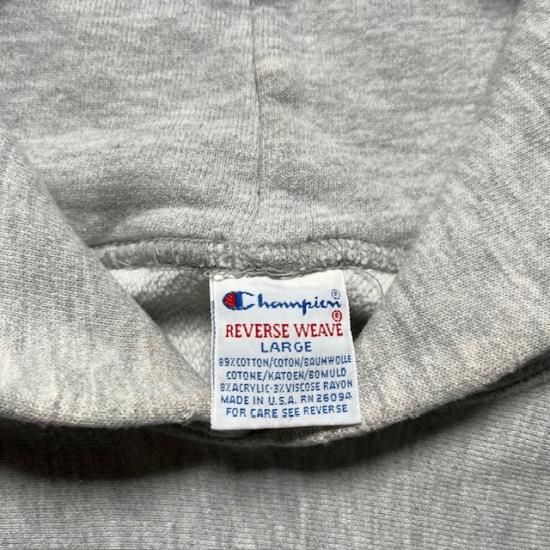 Champion®
REVERSE WEAVE®
LARGE
89%COTTON/COTON/BAUMWOLLE
COTONE/KATOEN/BOMULD
8%ACRYLIC-3%VISCOSE RAYON
MADE IN U.S.A. RN 26094
FOR CARE SEE REVERSE